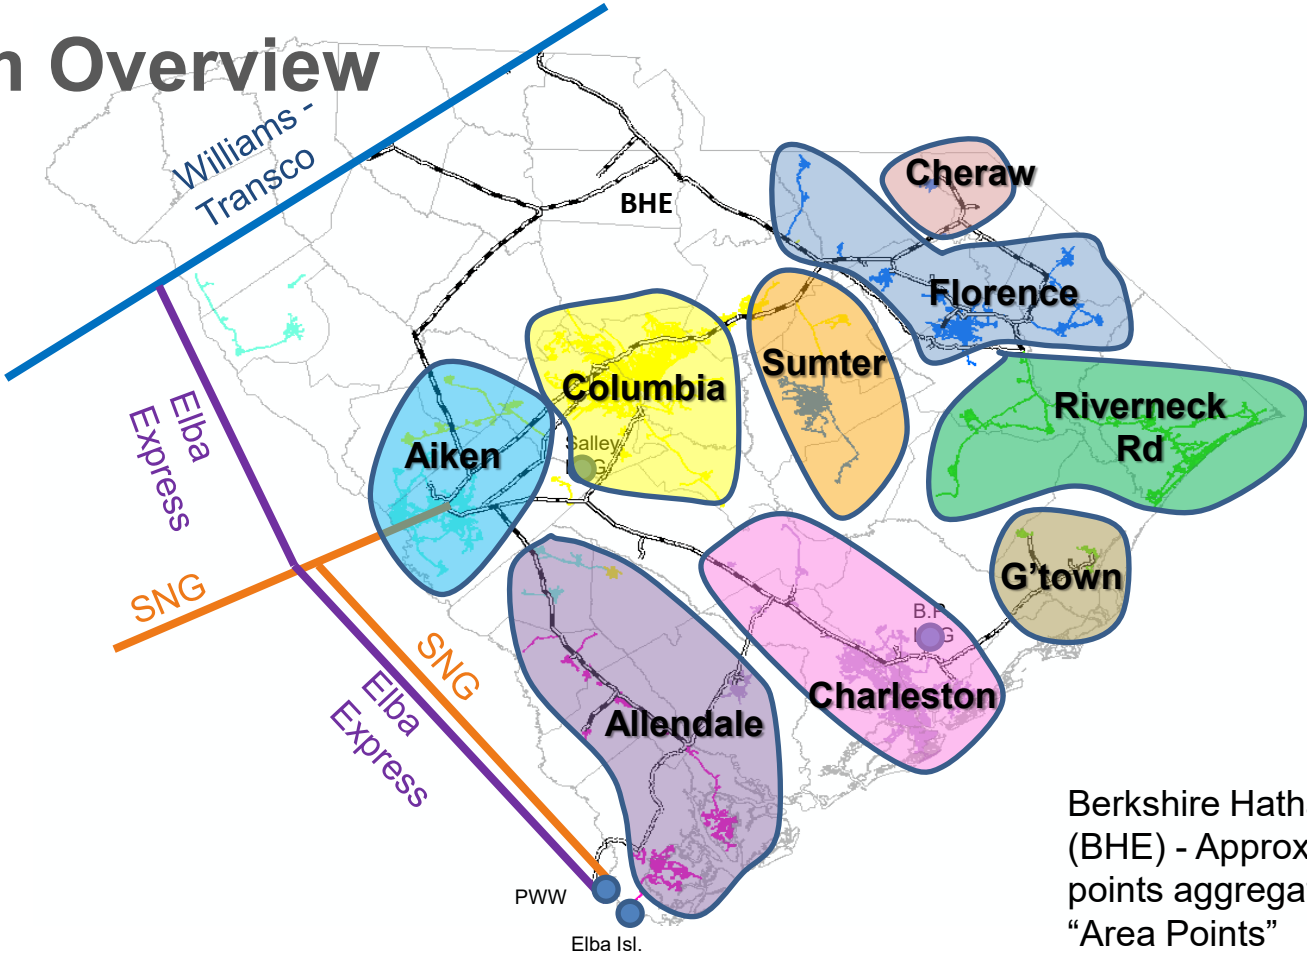 n Overview
Williams -
Transco
BHE
Cheraw
Florence
Sumter
Columbia
Riverneck
Rd
Salley
Aiken
Elba
Express
SNG
G'town
B.P.
Charleston
SNG
Elba
Express
Allendale
PWW
Elba Isl.
Berkshire Hath
(BHE) - Approx
points aggrega
“Area Points”